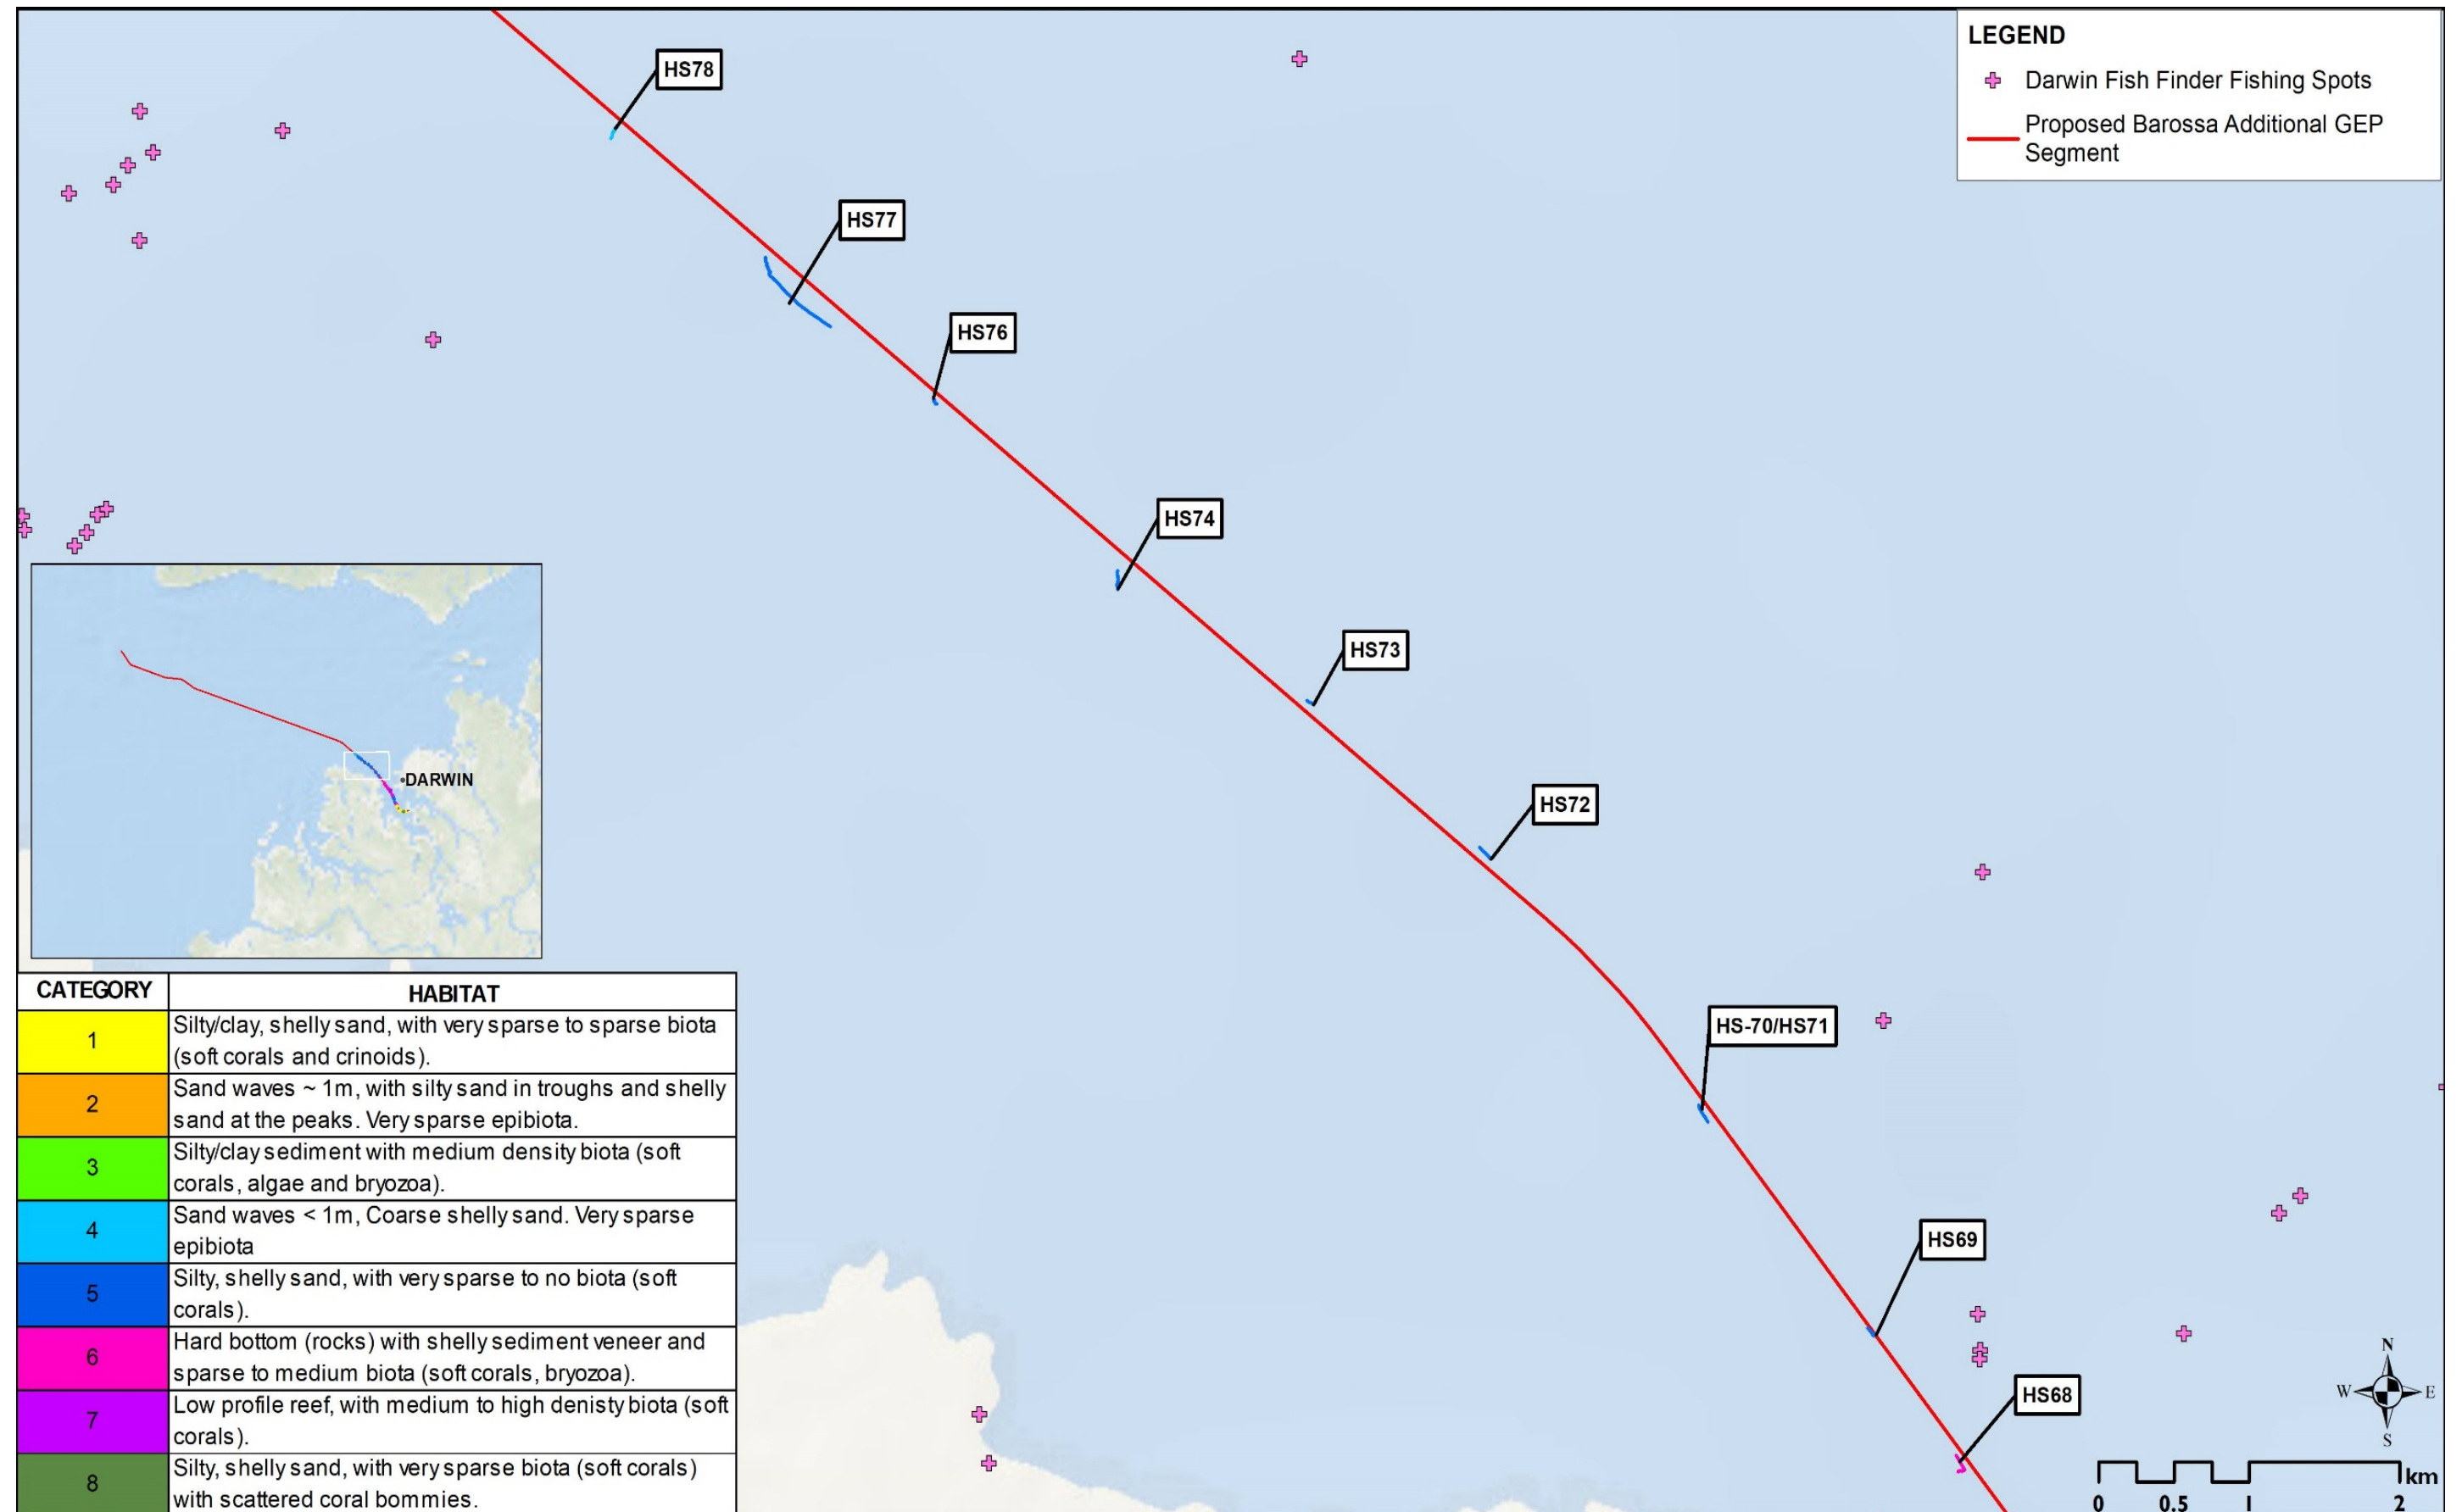 LEGEND
Darwin Fish Finder Fishing Spots
Proposed Barossa Additional GEP
Segment
HS78
HS77
HS76
HS74
HS73
HS72
HS-70/HS71
HS69
HS68
DARWIN
CATEGORY HABITAT
1 Silty/clay, shelly sand, with very sparse to sparse biota
(soft corals and crinoids).
2 Sand waves ~ 1m, with silty sand in troughs and shelly
sand at the peaks. Very sparse epibiota.
3 Silty/clay sediment with medium density biota (soft
corals, algae and bryozoa).
4 Sand waves < 1m, Coarse shelly sand. Very sparse
epibiota
5 Silty, shelly sand, with very sparse to no biota (soft
corals).
6 Hard bottom (rocks) with shelly sediment veneer and
sparse to medium biota (soft corals, bryozoa).
7 Low profile reef, with medium to high denisty biota (soft
corals).
8 Silty, shelly sand, with very sparse biota (soft corals)
with scattered coral bommies.
N
W E
S
km
0 0.5 1 2